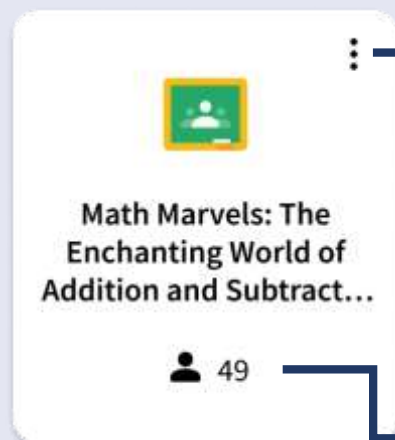 Math Marvels: The
Enchanting World of
Addition and Subtract...
49